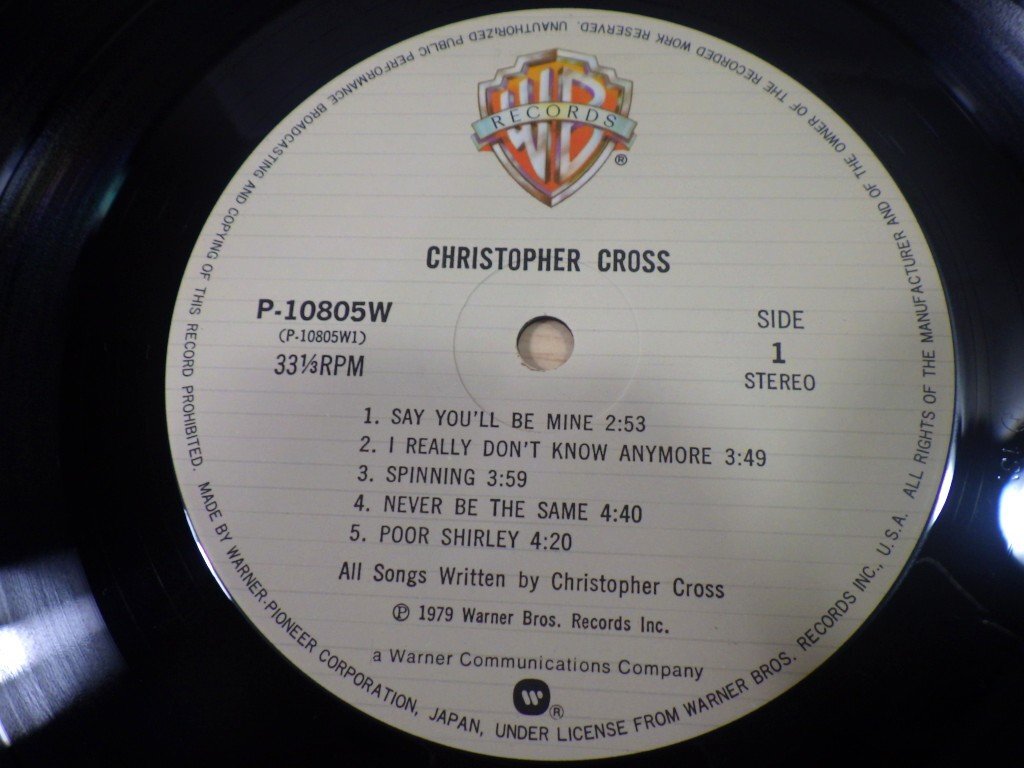 WB
RECORDS
®
CHRISTOPHER CROSS
P-10805W
(P-10805W1)
33⅓RPM
SIDE
1
STEREO
1. SAY YOU'LL BE MINE 2:53
2. I REALLY DON'T KNOW ANYMORE 3:49
3. SPINNING 3:59
4. NEVER BE THE SAME 4:40
5. POOR SHIRLEY 4:20
All Songs Written by Christopher Cross
℗ 1979 Warner Bros. Records Inc.
a Warner Communications Company
W ®
MADE BY WARNER-PIONEER CORPORATION, JAPAN, UNDER LICENSE FROM WARNER BROS. RECORDS INC., U.S.A. ALL RIGHTS OF THE MANUFACTURER AND OF THE OWNER OF THE RECORDED WORK RESERVED. UNAUTHORIZED PUBLIC PERFORMANCE BROADCASTING AND COPYING OF THIS RECORD PROHIBITED.